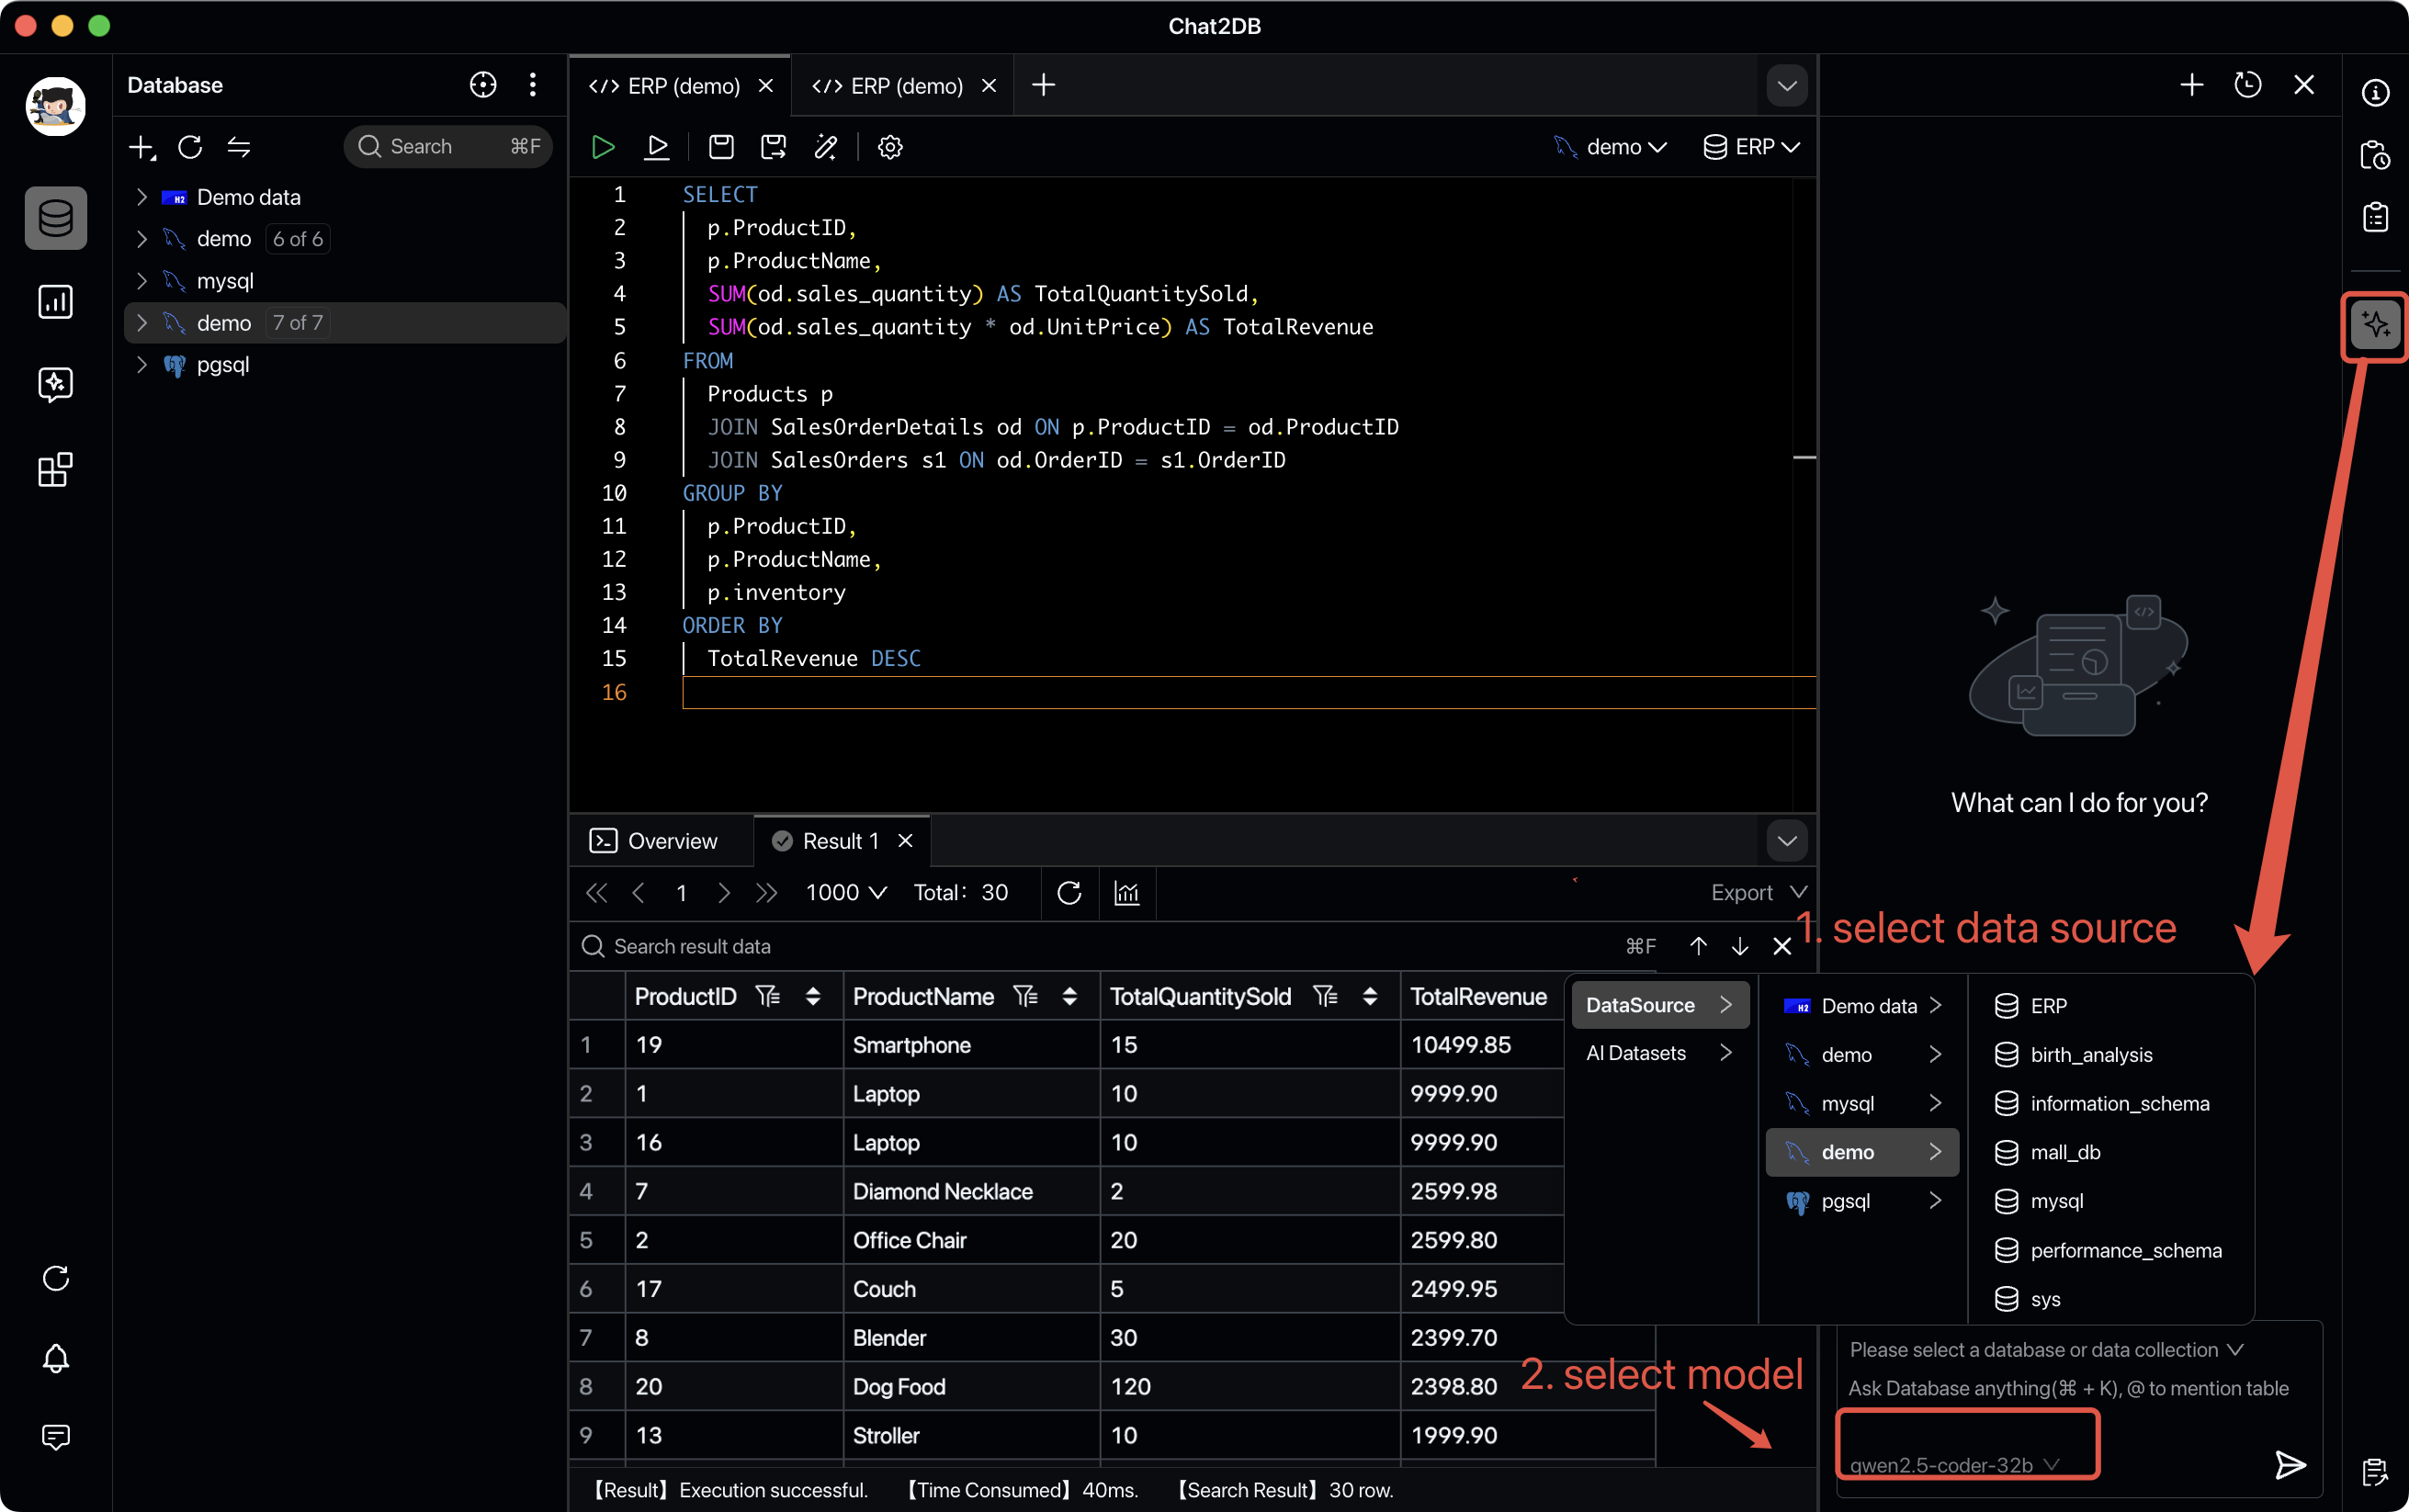 Chat2DB
Database
Search ⌘F
H2 Demo data
demo 6 of 6
mysql
demo 7 of 7
pgsql
</> ERP (demo)
</> ERP (demo)
demo
ERP
1 SELECT
2 p.ProductID,
3 p.ProductName,
4 SUM(od.sales_quantity) AS TotalQuantitySold,
5 SUM(od.sales_quantity * od.UnitPrice) AS TotalRevenue
6 FROM
7 Products p
8 JOIN SalesOrderDetails od ON p.ProductID = od.ProductID
9 JOIN SalesOrders s1 ON od.OrderID = s1.OrderID
10 GROUP BY
11 p.ProductID,
12 p.ProductName,
13 p.inventory
14 ORDER BY
15 TotalRevenue DESC
16
What can I do for you?
Overview
Result 1
1 1000 Total: 30
Export
Search result data ⌘F
1. select data source
ProductID ProductName TotalQuantitySold TotalRevenue
1 19 Smartphone 15 10499.85
2 1 Laptop 10 9999.90
3 16 Laptop 10 9999.90
4 7 Diamond Necklace 2 2599.98
5 2 Office Chair 20 2599.80
6 17 Couch 5 2499.95
7 8 Blender 30 2399.70
8 20 Dog Food 120 2398.80
9 13 Stroller 10 1999.90
DataSource
AI Datasets
H2 Demo data
demo
mysql
demo
pgsql
ERP
birth_analysis
information_schema
mall_db
mysql
performance_schema
sys
2. select model
Please select a database or data collection
Ask Database anything(⌘ + K), @ to mention table
qwen2.5-coder-32b
【Result】Execution successful. 【Time Consumed】40ms. 【Search Result】30 row.